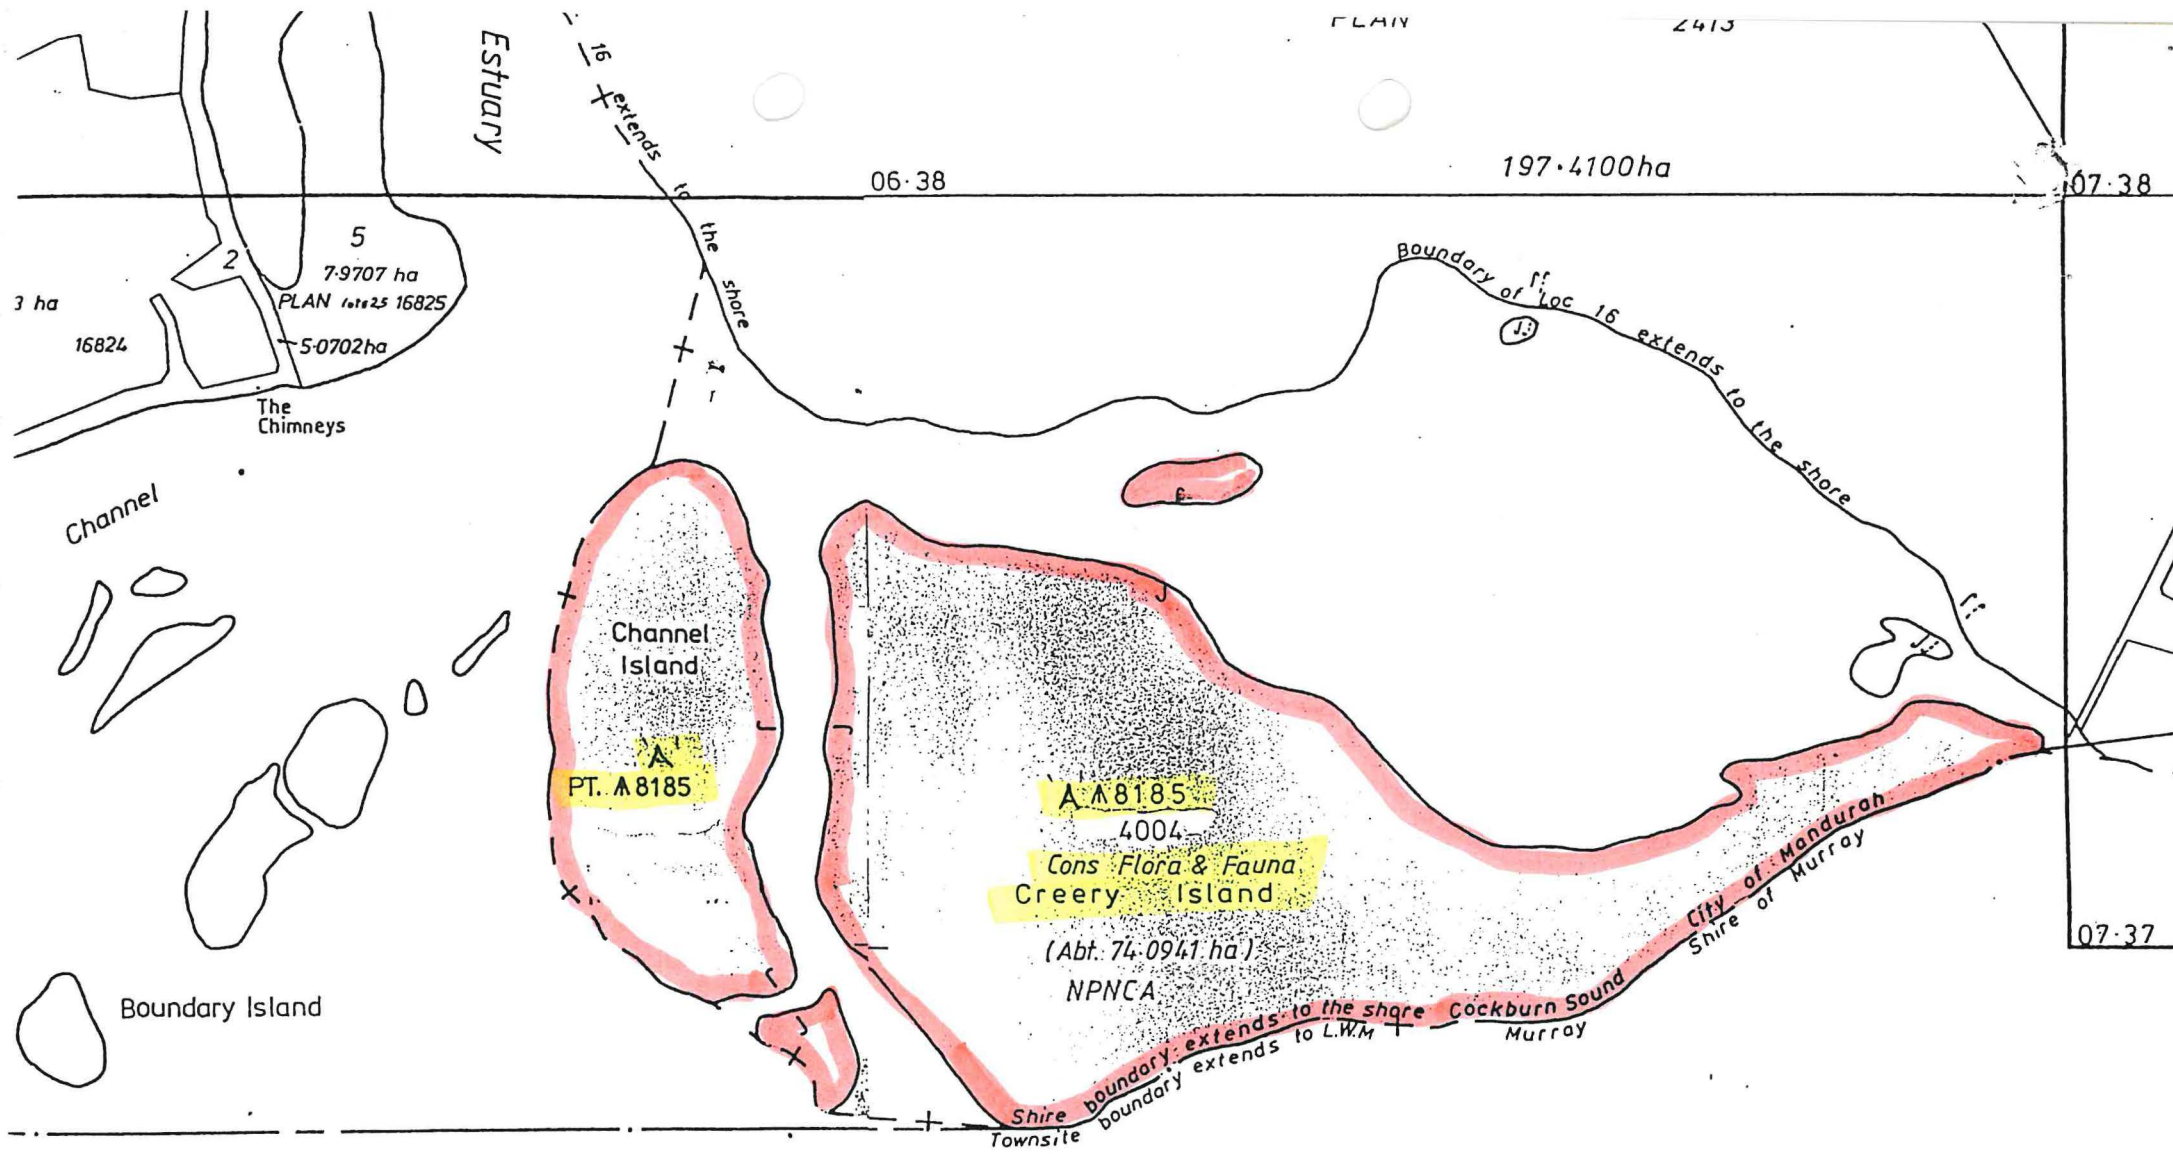 PLAN
2413
Estuary
16 extends to the shore
197·4100ha
06·38
07·38
5
2
7·9707 ha
3 ha
PLAN lots 2,5 16825
16824
5·0702ha
The
Chimneys
Boundary of Loc 16 extends to the shore
Channel
Channel
Island
A
PT. A 8185
A A 8185
4004
Cons Flora & Fauna
Creery Island
(Abt. 74·0941 ha)
NPNCA
City of Mandurah
Shire of Murray
07·37
Boundary Island
Cockburn Sound
Murray
Shire boundary extends to the shore
Townsite boundary extends to L.W.M